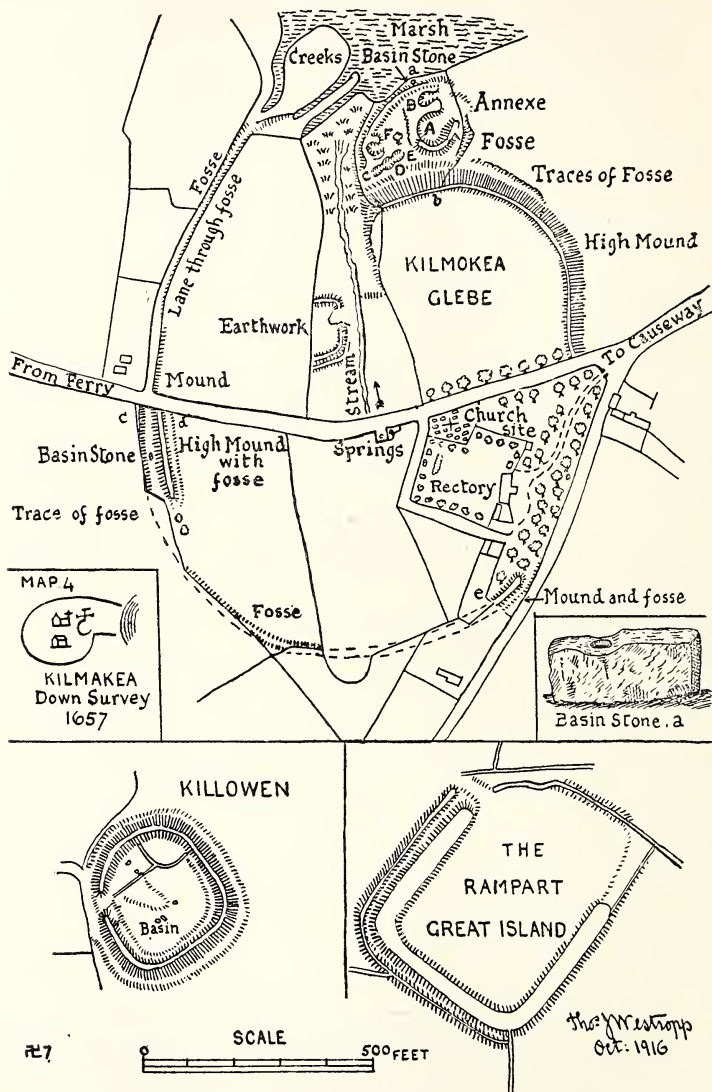 Marsh
Creeks
Basin Stone
a
B
A
F
C
D
E
Annexe
Fosse
Traces of Fosse
b
High Mound
KILMOKEA
GLEBE
Fosse
Lane through fosse
Earthwork
Stream
From Ferry
Mound
To Causeway
c
d
Basin Stone
High Mound
with
fosse
Springs
Church
site
Rectory
Trace of fosse
Fosse
e
Mound and fosse
MAP 4
KILMAKEA
Down Survey
1657
Basin Stone. a
KILLOWEN
Basin
THE
RAMPART
GREAT ISLAND
SCALE
0
500 FEET
Thos J Westropp
Oct: 1916